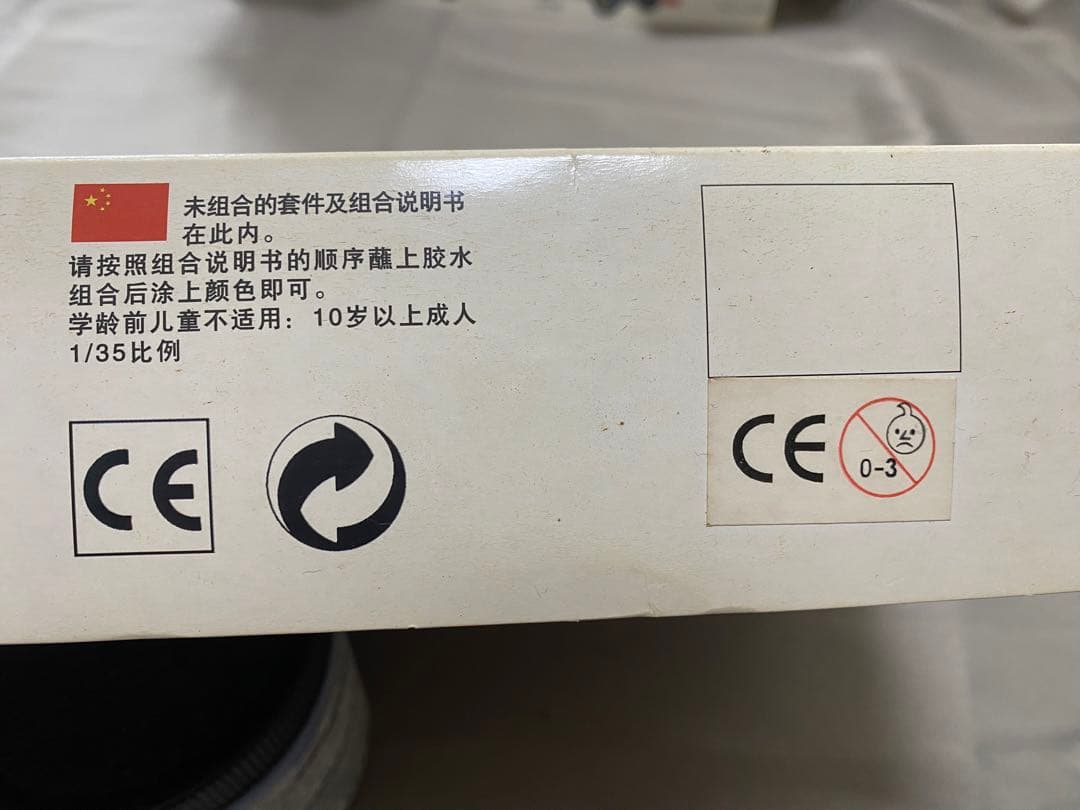 未组合的套件及组合说明书
在此内。
请按照组合说明书的顺序蘸上胶水
组合后涂上颜色即可。
学龄前儿童不适用：10岁以上成人
1/35比例
CE
CE
0-3